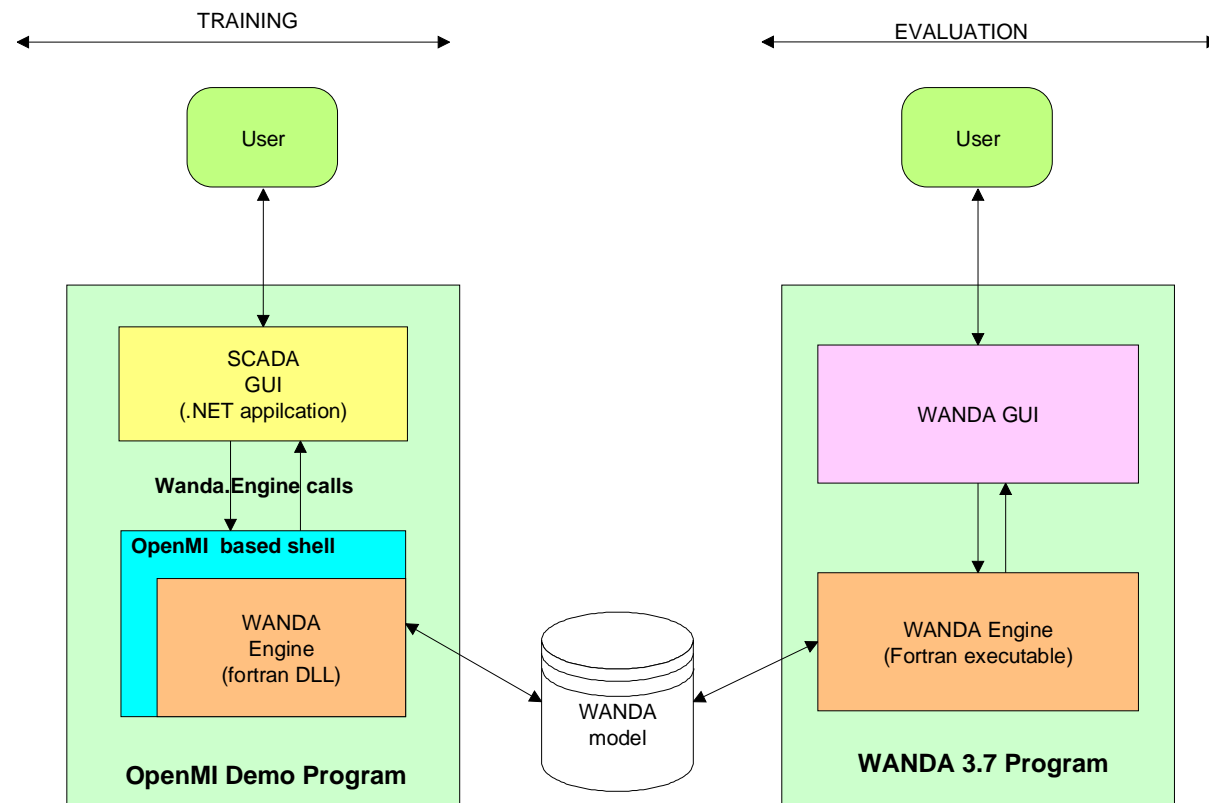 TRAINING
EVALUATION
User
User
SCADA
GUI
(.NET appilcation)
WANDA GUI
Wanda.Engine calls
OpenMI based shell
WANDA
Engine
(fortran DLL)
WANDA Engine
(Fortran executable)
WANDA
model
OpenMI Demo Program
WANDA 3.7 Program